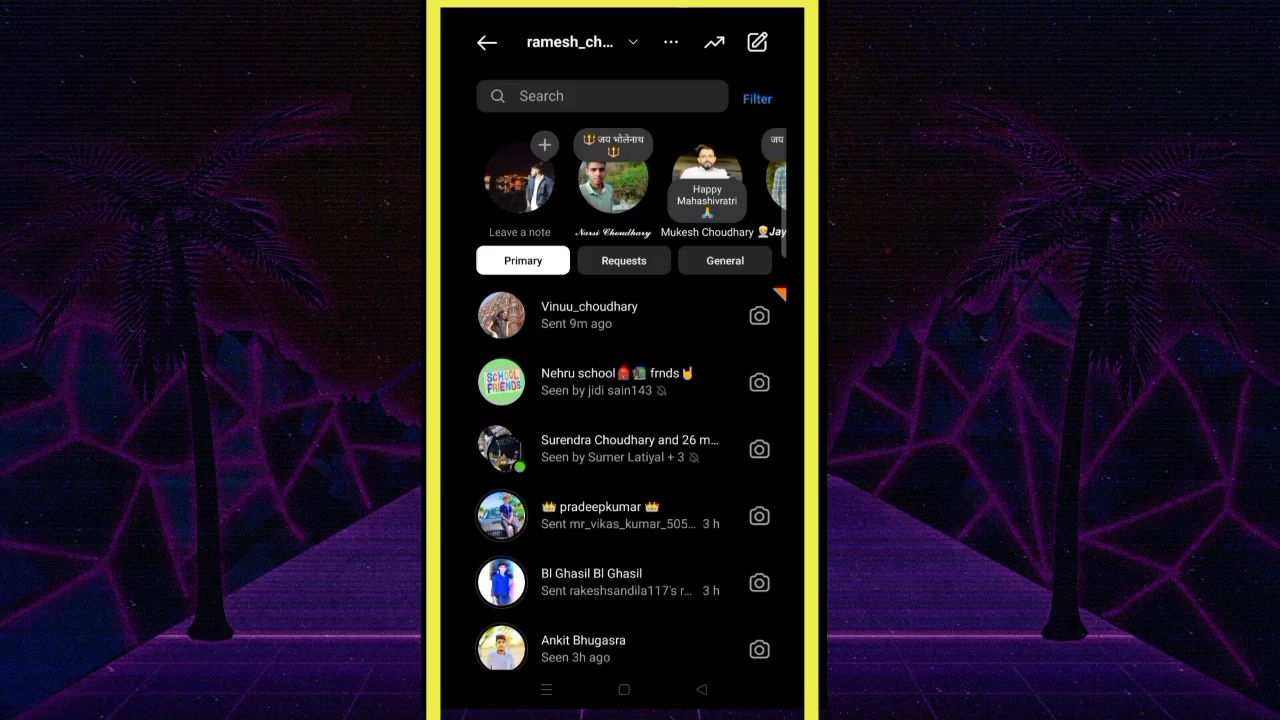 ramesh_ch...
Search
Filter
🔱 जय भोलेनाथ
🔱
Happy
Mahashivratri
🙏
जय
Leave a note
𝓝𝓪𝓻𝓼𝓲 𝓒𝓱𝓸𝓾𝓭𝓱𝓪𝓻𝔂
Mukesh Choudhary 👷🏻
Jay
Primary
Requests
General
Vinuu_choudhary
Sent 9m ago
Nehru school🎒📚 frnds🤘
Seen by jidi sain143
Surendra Choudhary and 26 m...
Seen by Sumer Latiyal + 3
👑 pradeepkumar 👑
Sent mr_vikas_kumar_505... 3 h
Bl Ghasil Bl Ghasil
Sent rakeshsandila117's r... 3 h
Ankit Bhugasra
Seen 3h ago
SCHOOL
FRIENDS